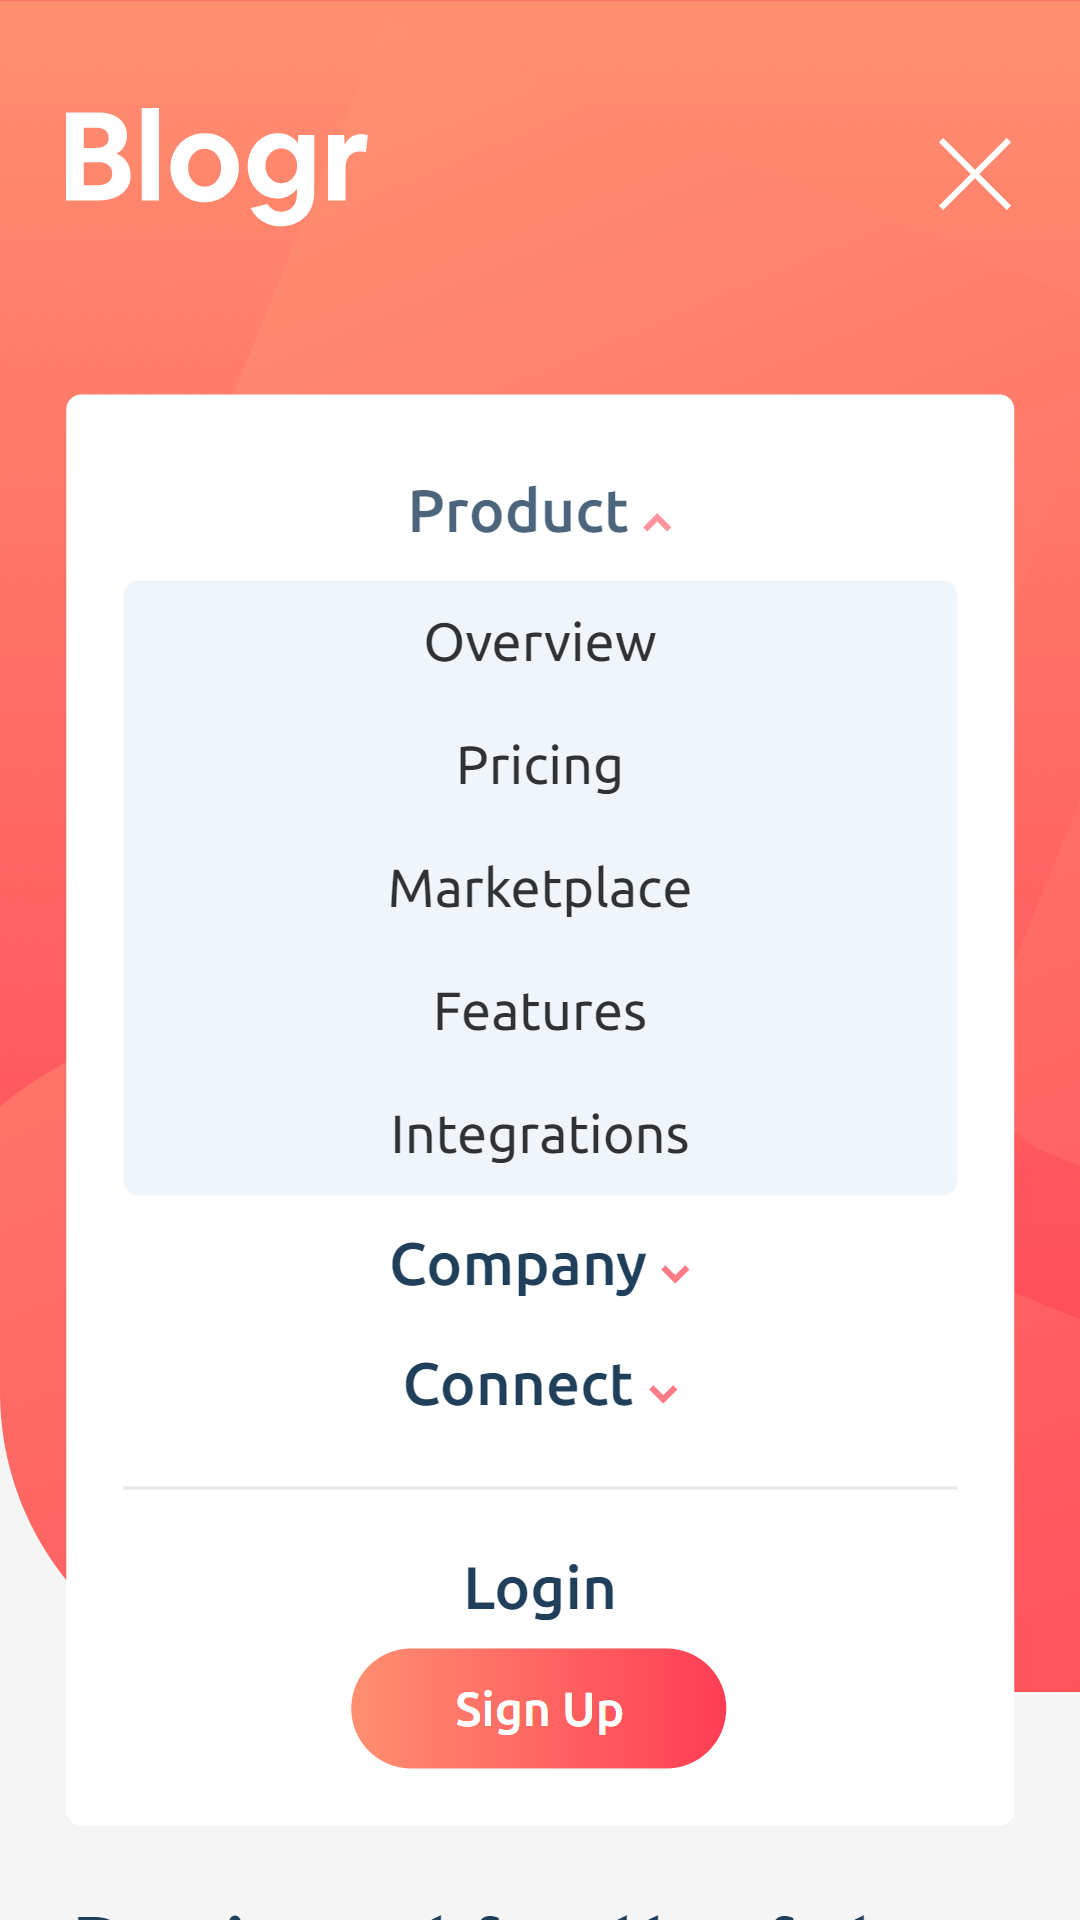 Blogr
Product
Overview
Pricing
Marketplace
Features
Integrations
Company
Connect
Login
Sign Up